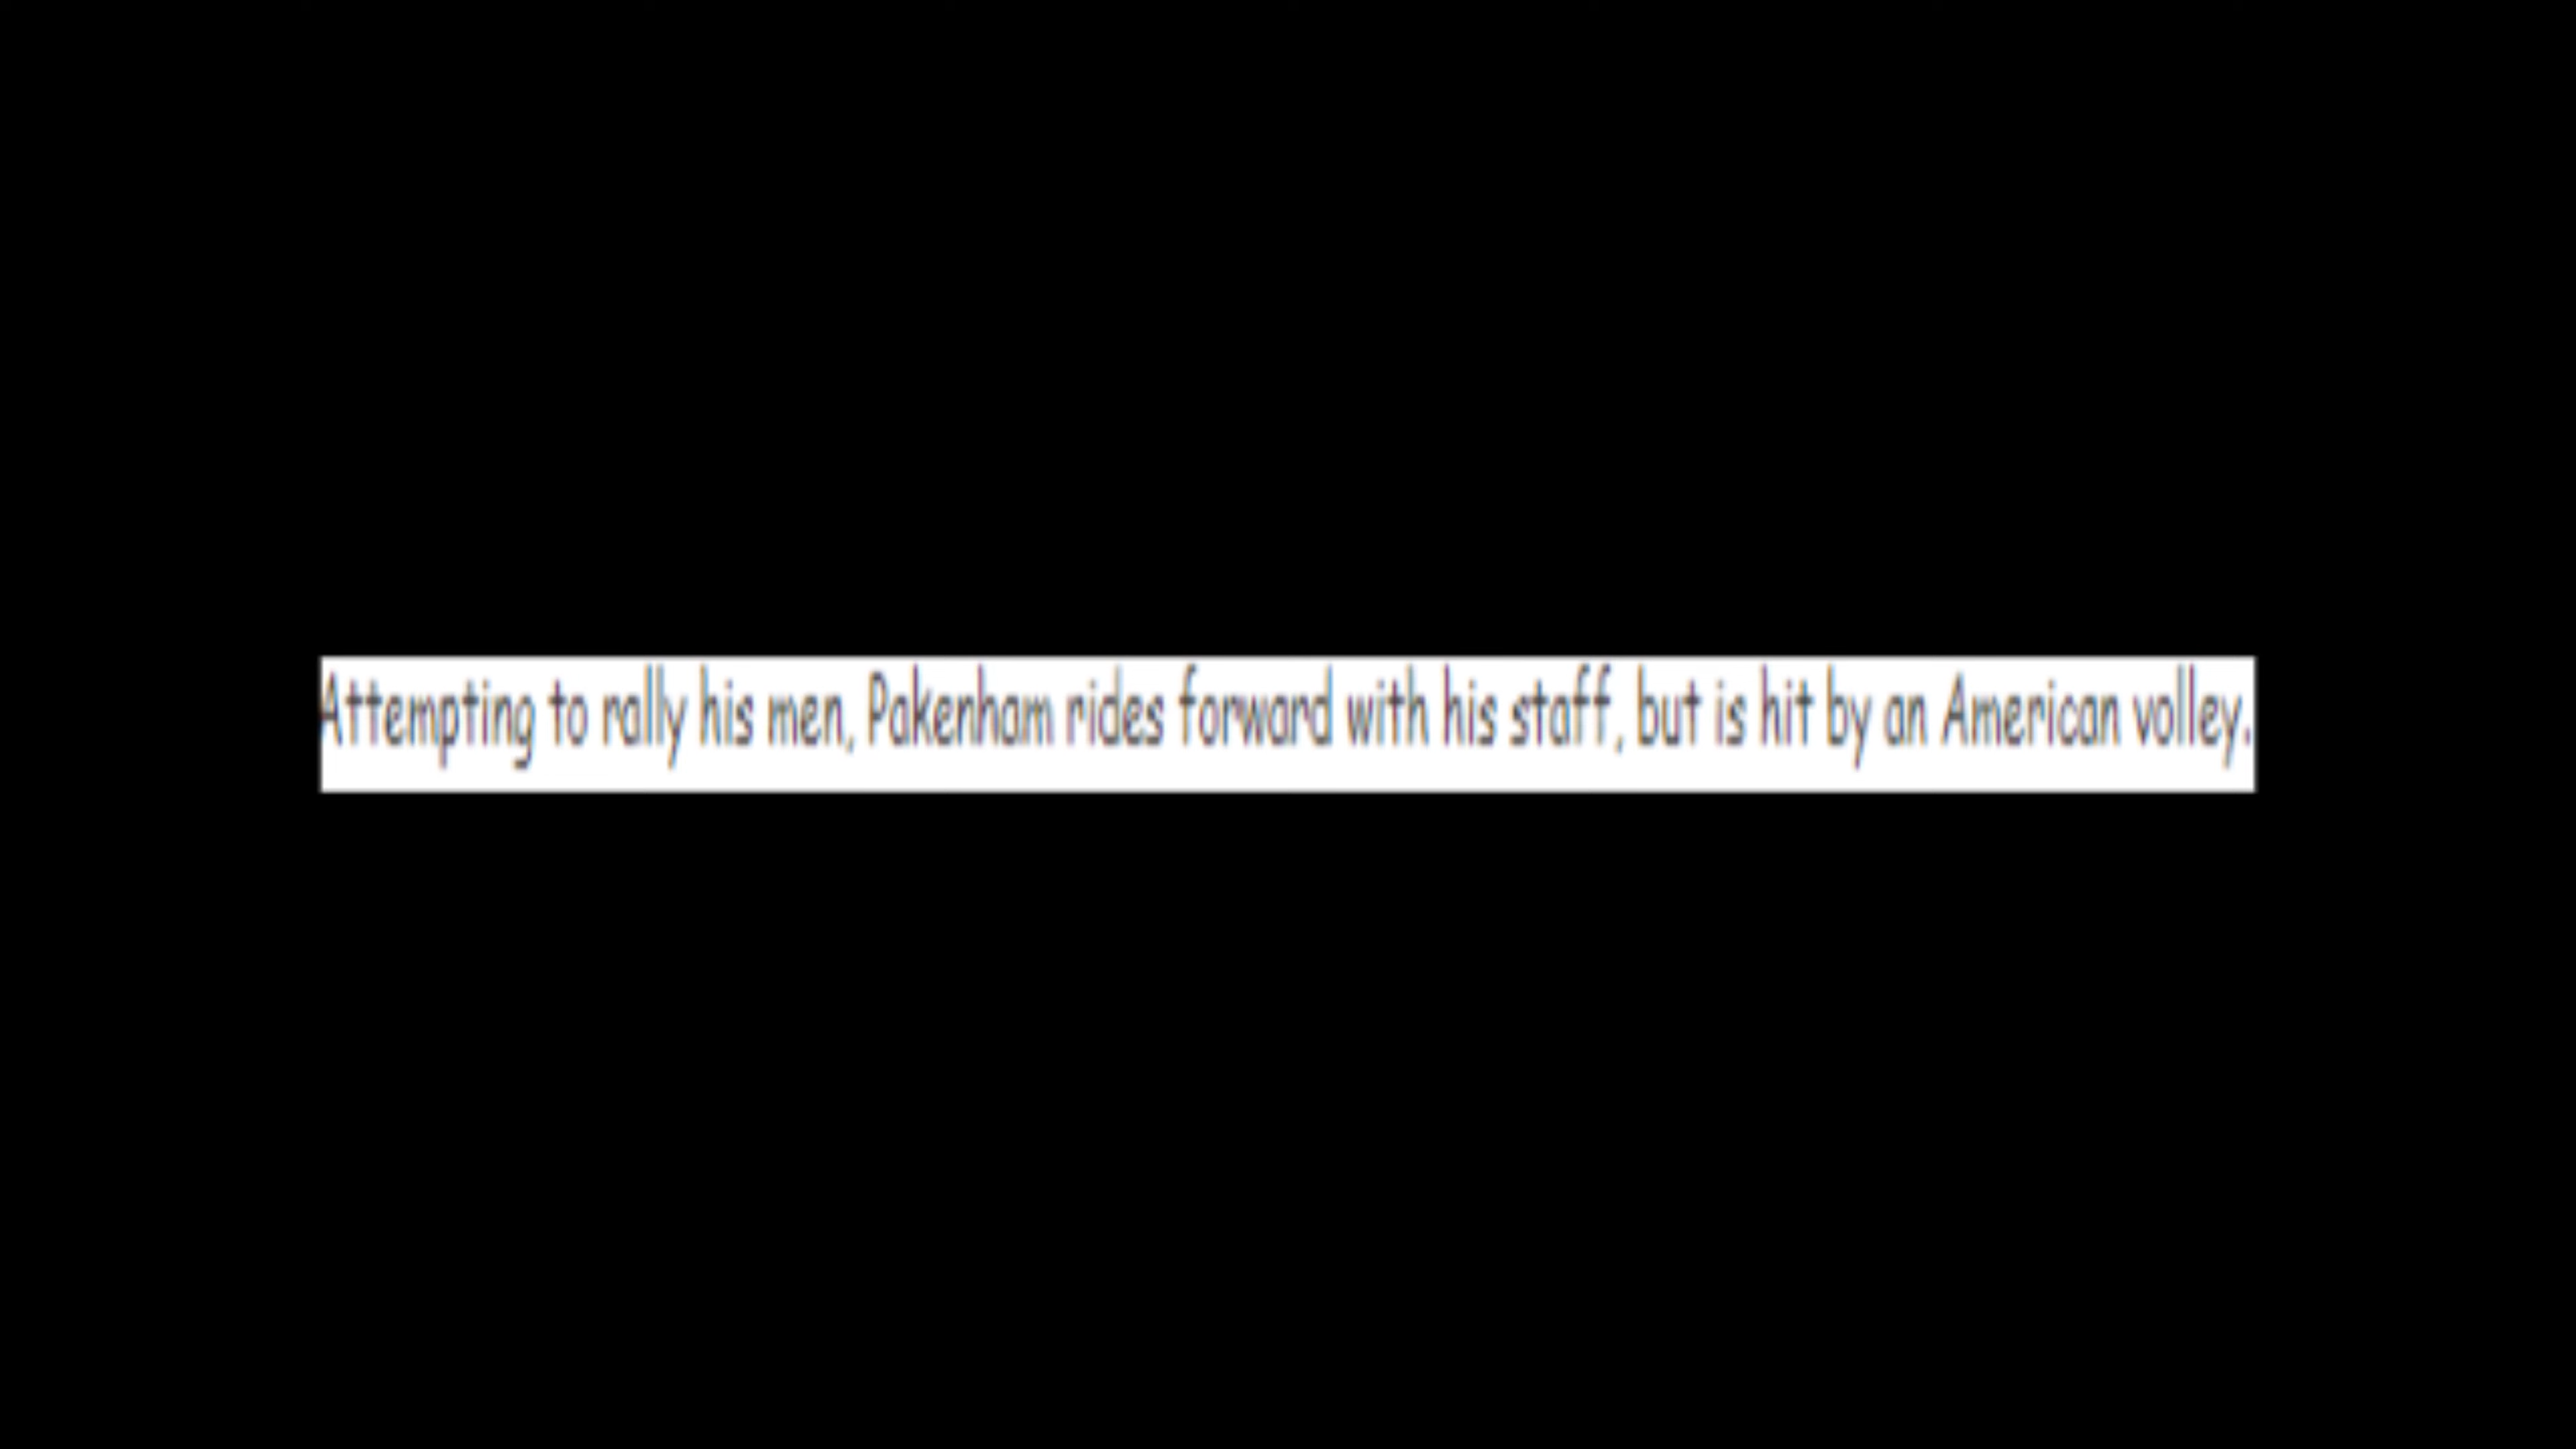 Attempting to rally his men, Pakenham rides forward with his staff, but is hit by an American volley.